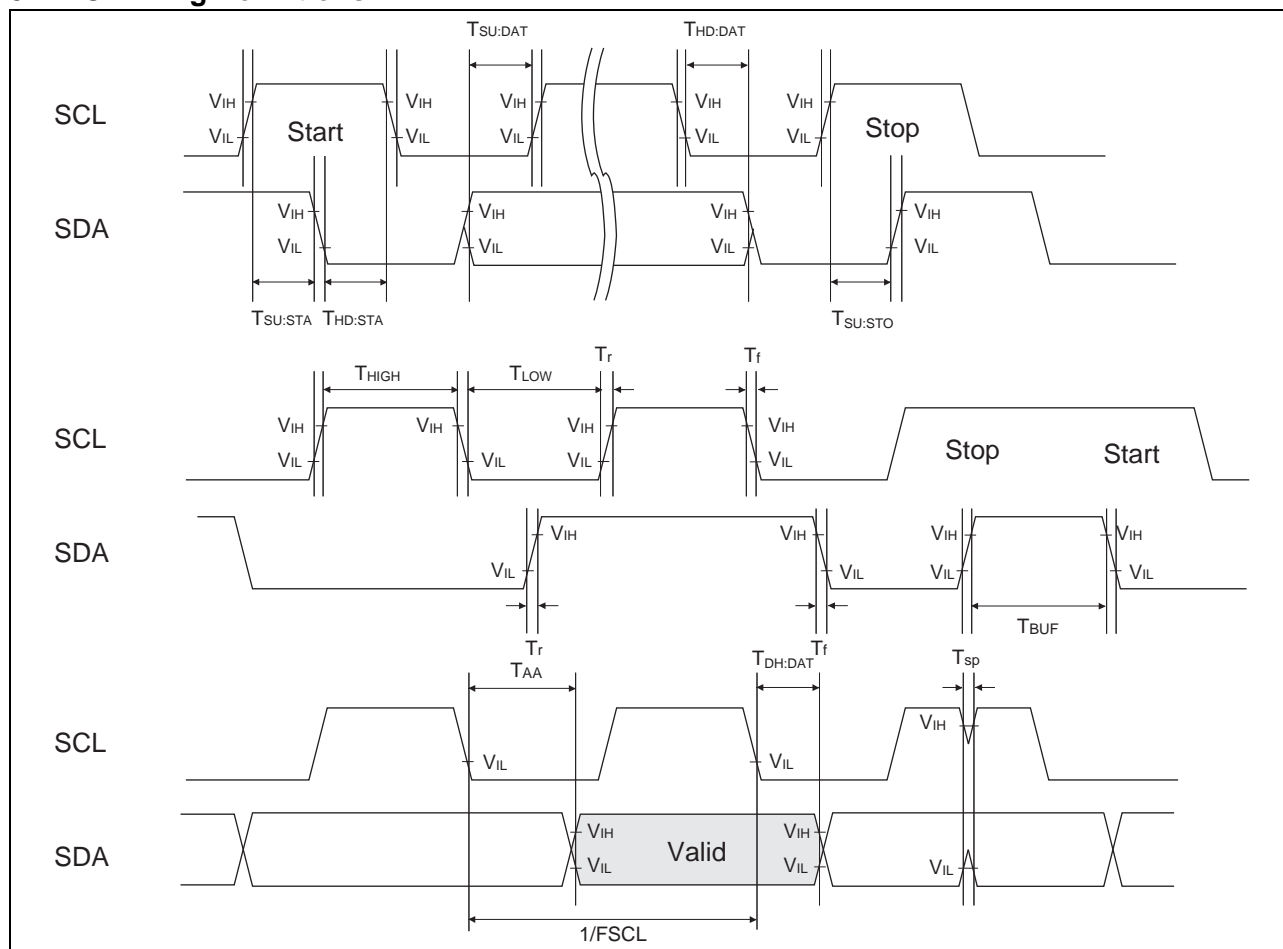 TSU:DAT THD:DAT
SCL VIH VIL Start VIH VIL VIH VIL VIH VIL VIH VIL Stop
SDA VIH VIL VIH VIL VIH VIL VIH VIL
TSU:STA THD:STA TSU:STO
THIGH TLOW Tr Tf
SCL VIH VIL VIH VIL VIH VIL VIH VIL Stop Start
SDA VIH VIL VIH VIL VIH VIL VIH VIL
Tr Tf TBUF
TAA TDH:DAT Tsp
SCL VIL VIL VIH
SDA VIH VIL Valid VIH VIL VIL
1/FSCL